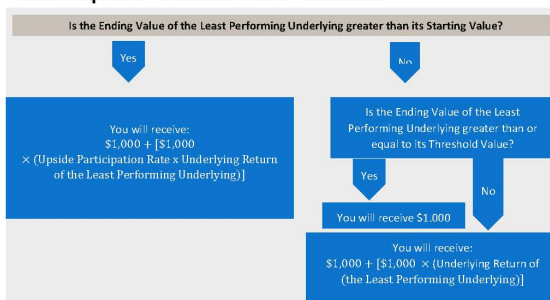 Is the Ending Value of the Least Performing Underlying greater than its Starting Value?
Yes
No
You will receive:
$1,000 + [$1,000
× (Upside Participation Rate x Underlying Return
of the Least Performing Underlying)]
Is the Ending Value of the Least
Performing Underlying greater than or
equal to its Threshold Value?
Yes
No
You will receive $1.000
You will receive:
$1,000 + [$1,000 × (Underlying Return of
(the Least Performing Underlying)]